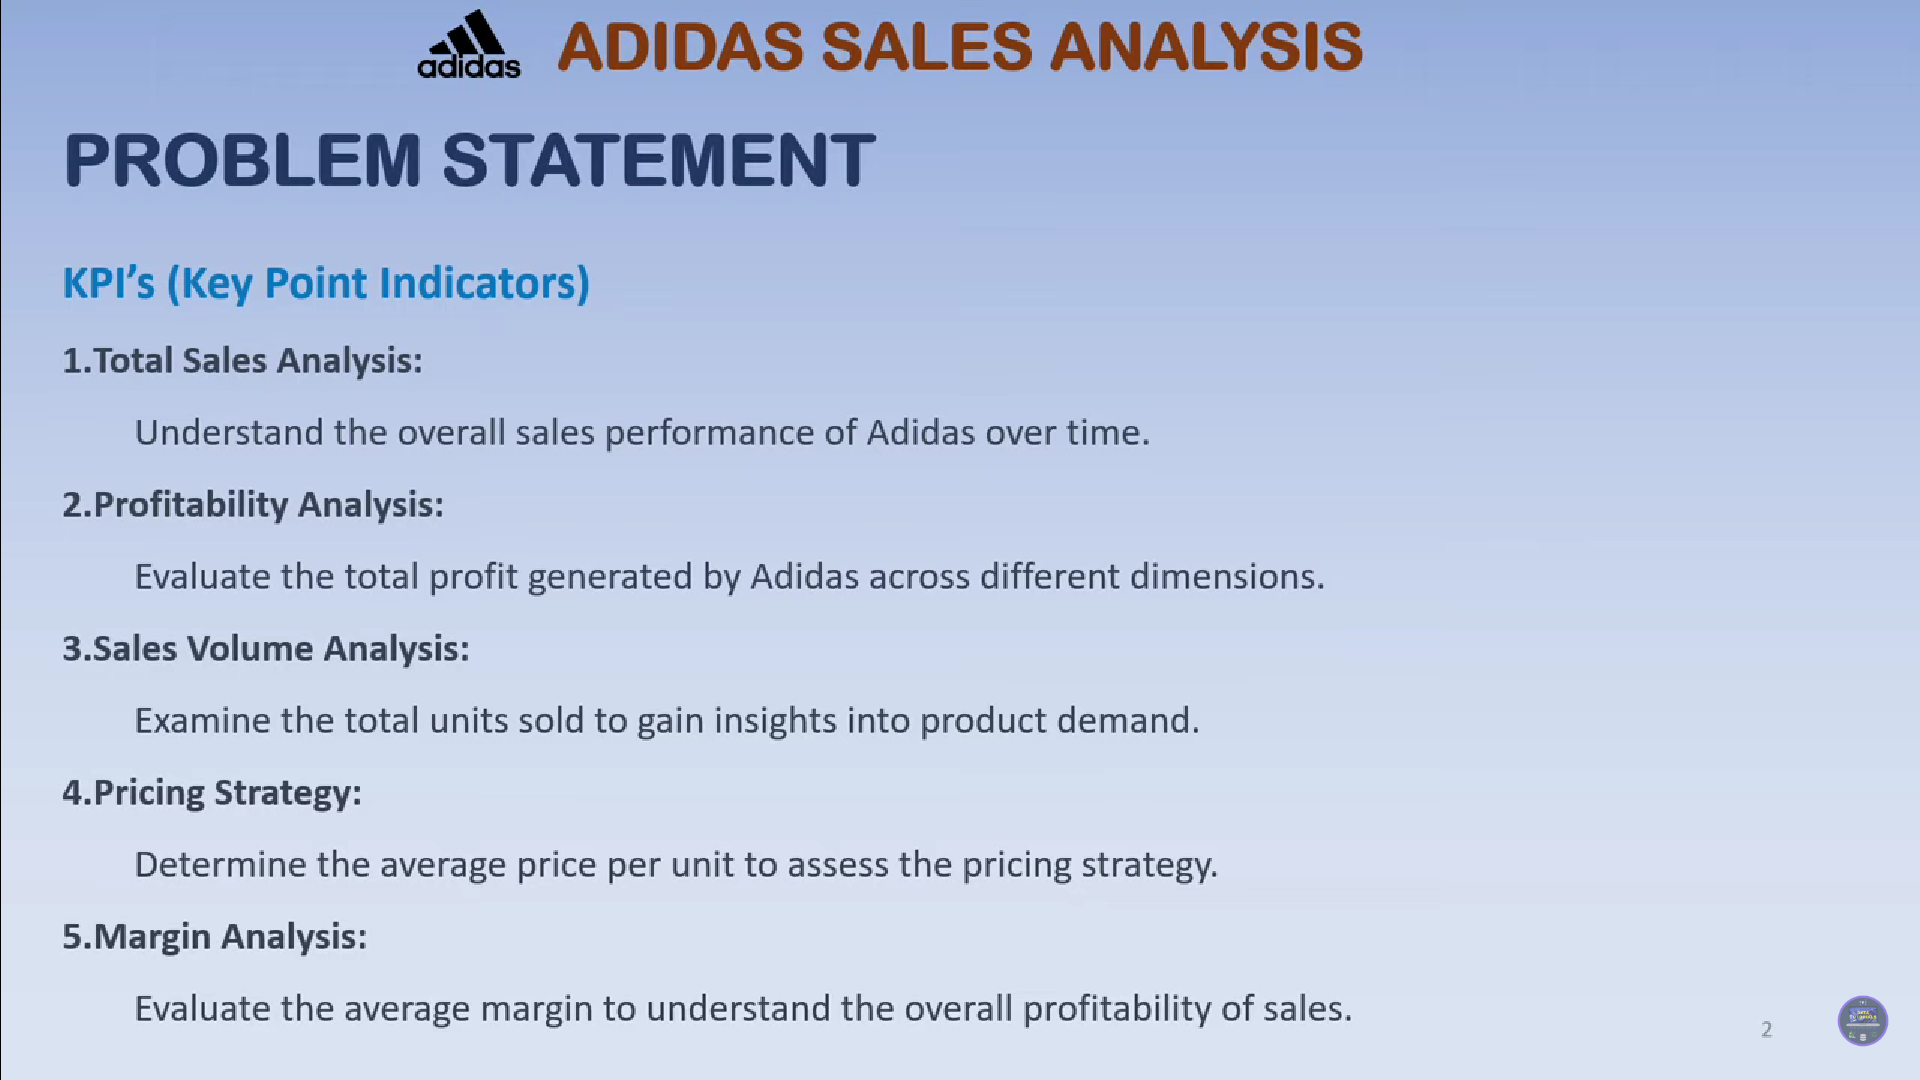 adidas
ADIDAS SALES ANALYSIS
PROBLEM STATEMENT
KPI’s (Key Point Indicators)
1.Total Sales Analysis:
Understand the overall sales performance of Adidas over time.
2.Profitability Analysis:
Evaluate the total profit generated by Adidas across different dimensions.
3.Sales Volume Analysis:
Examine the total units sold to gain insights into product demand.
4.Pricing Strategy:
Determine the average price per unit to assess the pricing strategy.
5.Margin Analysis:
Evaluate the average margin to understand the overall profitability of sales.
2